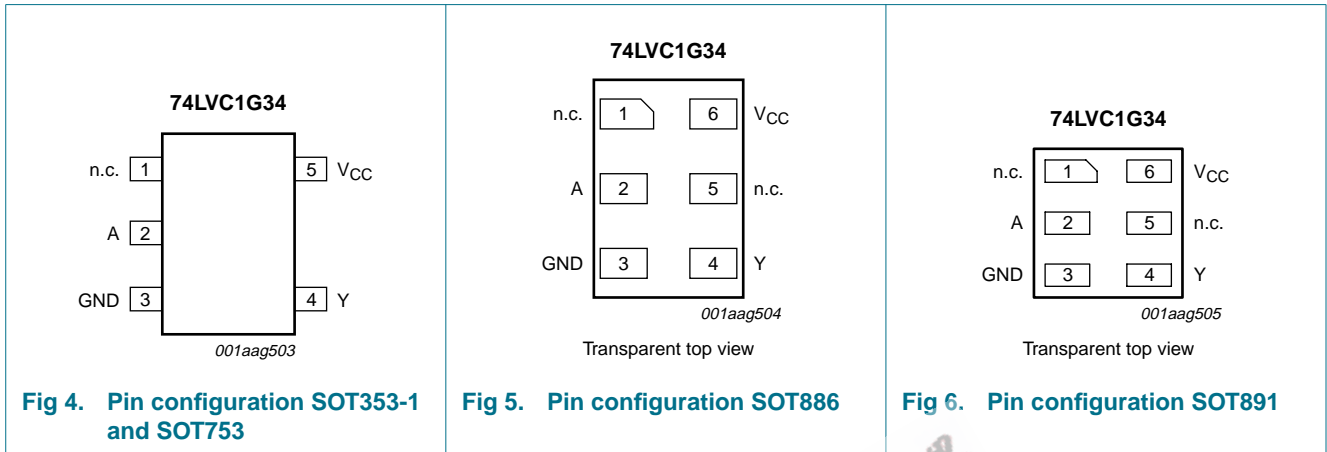 74LVC1G34
n.c. 1
5 VCC
A 2
GND 3
4 Y
001aag503
Fig 4. Pin configuration SOT353-1
and SOT753
74LVC1G34
n.c. 1
6 VCC
A 2
5 n.c.
GND 3
4 Y
001aag504
Transparent top view
Fig 5. Pin configuration SOT886
74LVC1G34
n.c. 1
6 VCC
A 2
5 n.c.
GND 3
4 Y
001aag505
Transparent top view
Fig 6. Pin configuration SOT891